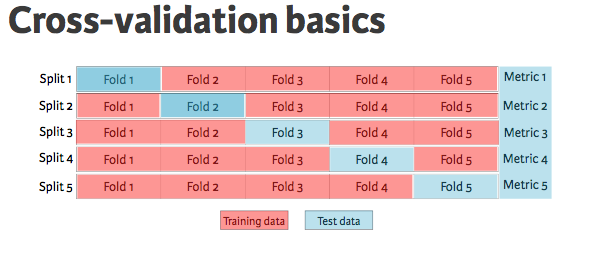 Cross-validation basics
Split 1 Fold 1 Fold 2 Fold 3 Fold 4 Fold 5 Metric 1
Split 2 Fold 1 Fold 2 Fold 3 Fold 4 Fold 5 Metric 2
Split 3 Fold 1 Fold 2 Fold 3 Fold 4 Fold 5 Metric 3
Split 4 Fold 1 Fold 2 Fold 3 Fold 4 Fold 5 Metric 4
Split 5 Fold 1 Fold 2 Fold 3 Fold 4 Fold 5 Metric 5
Training data Test data